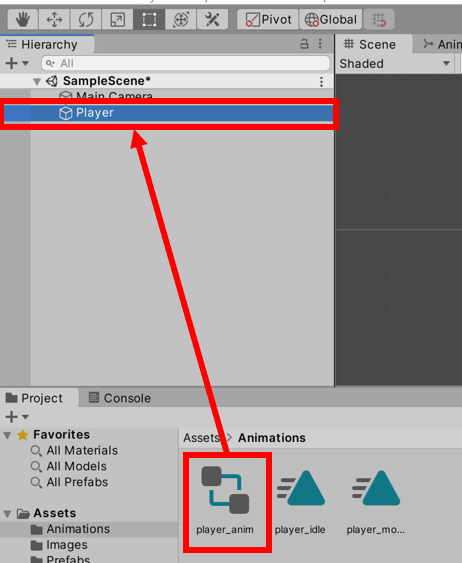 Pivot Global
Hierarchy
Scene Ani
All
Shaded
SampleScene*
Main Camera
Player
Project Console
Favorites
Assets > Animations
All Materials
All Models
All Prefabs
player_anim player_idle player_mo...
Assets
Animations
Images
Prefabs